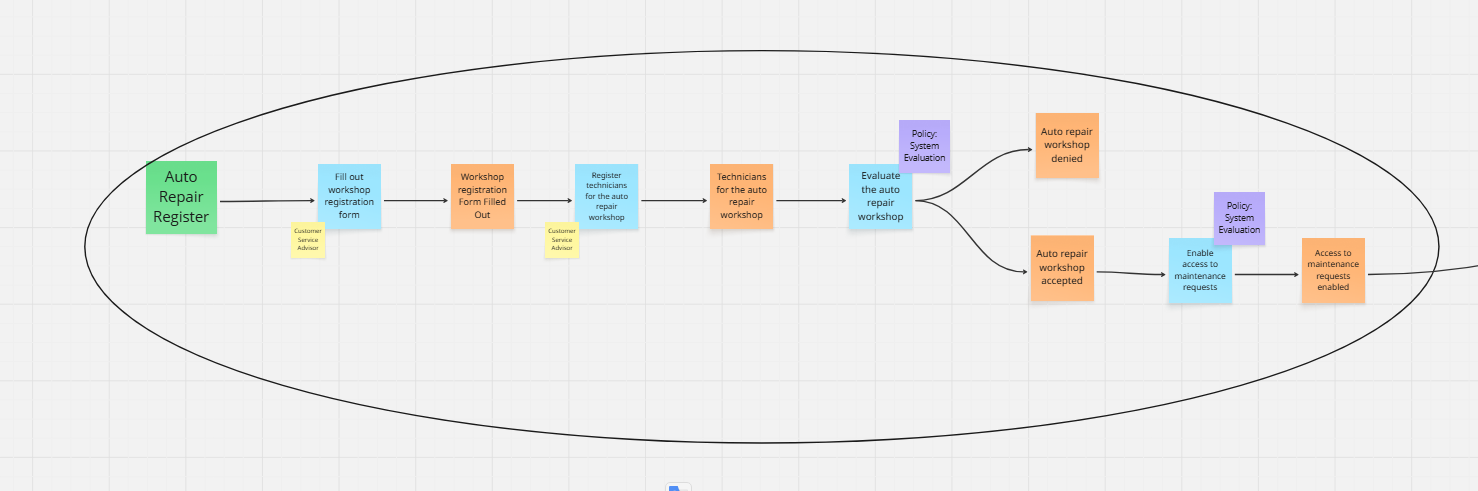 Auto
Repair
Register
Fill out
workshop
registration
form
Customer
Service
Advisor
Workshop
registration
Form Filled
Out
Register
technicians
for the auto
repair
workshop
Customer
Service
Advisor
Technicians
for the auto
repair
workshop
Policy:
System
Evaluation
Evaluate
the auto
repair
workshop
Auto repair
workshop
denied
Auto repair
workshop
accepted
Policy:
System
Evaluation
Enable
access to
maintenance
requests
Access to
maintenance
requests
enabled